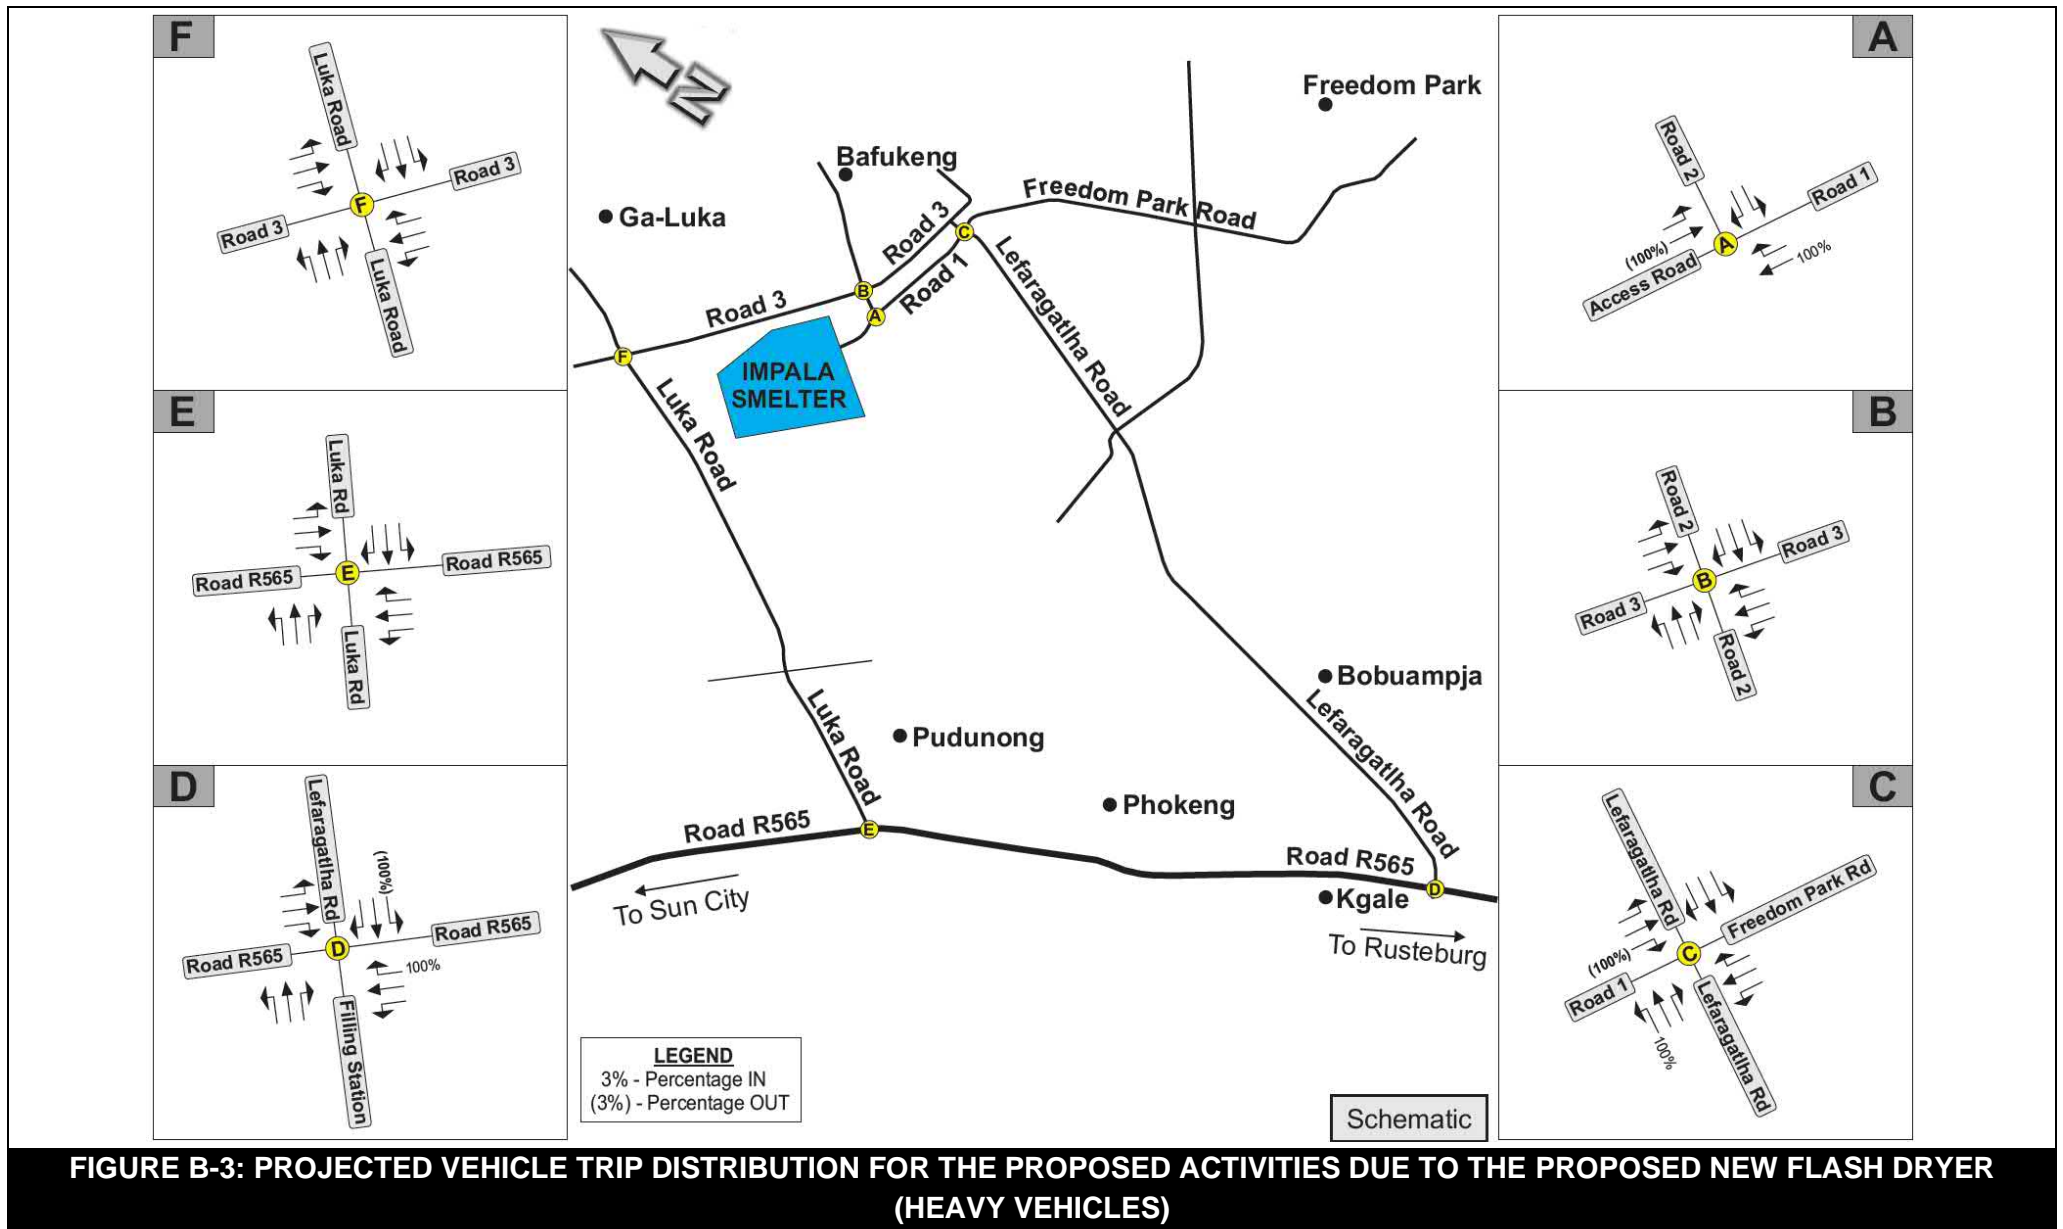 F
Luka Road
Road 3
F
Road 3
Luka Road
E
Luka Rd
Road R565
E
Road R565
Luka Rd
D
Lefaragatlha Rd
(100%)
Road R565
D
Road R565
100%
Filling Station
N
Freedom Park
Bafukeng
Ga-Luka
Freedom Park Road
Road 3
C
Road 1
Lefaragatlha Road
B
Road 3
A
F
IMPALA
SMELTER
Luka Road
Bobuampja
Luka Road
Pudunong
Lefaragatlha Road
Phokeng
Road R565
E
Road R565
D
To Sun City
Kgale
To Rusteburg
LEGEND
3% - Percentage IN
(3%) - Percentage OUT
Schematic
A
Road 2
Road 1
A
(100%)
100%
Access Road
B
Road 2
Road 3
B
Road 3
Road 2
C
Lefaragatlha Rd
Freedom Park Rd
C
(100%)
Road 1
100%
Lefaragatlha Rd
FIGURE B-3: PROJECTED VEHICLE TRIP DISTRIBUTION FOR THE PROPOSED ACTIVITIES DUE TO THE PROPOSED NEW FLASH DRYER
(HEAVY VEHICLES)